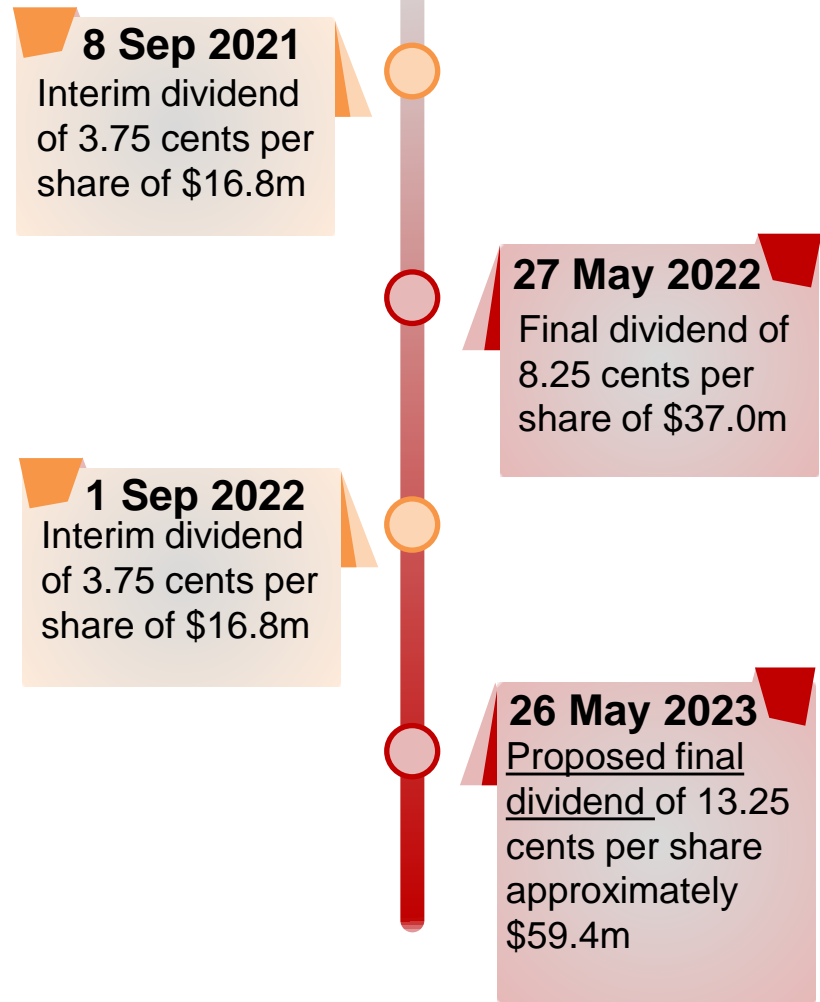 8 Sep 2021
Interim dividend
of 3.75 cents per
share of $16.8m
27 May 2022
Final dividend of
8.25 cents per
share of $37.0m
1 Sep 2022
Interim dividend
of 3.75 cents per
share of $16.8m
26 May 2023
Proposed final
dividend of 13.25
cents per share
approximately
$59.4m